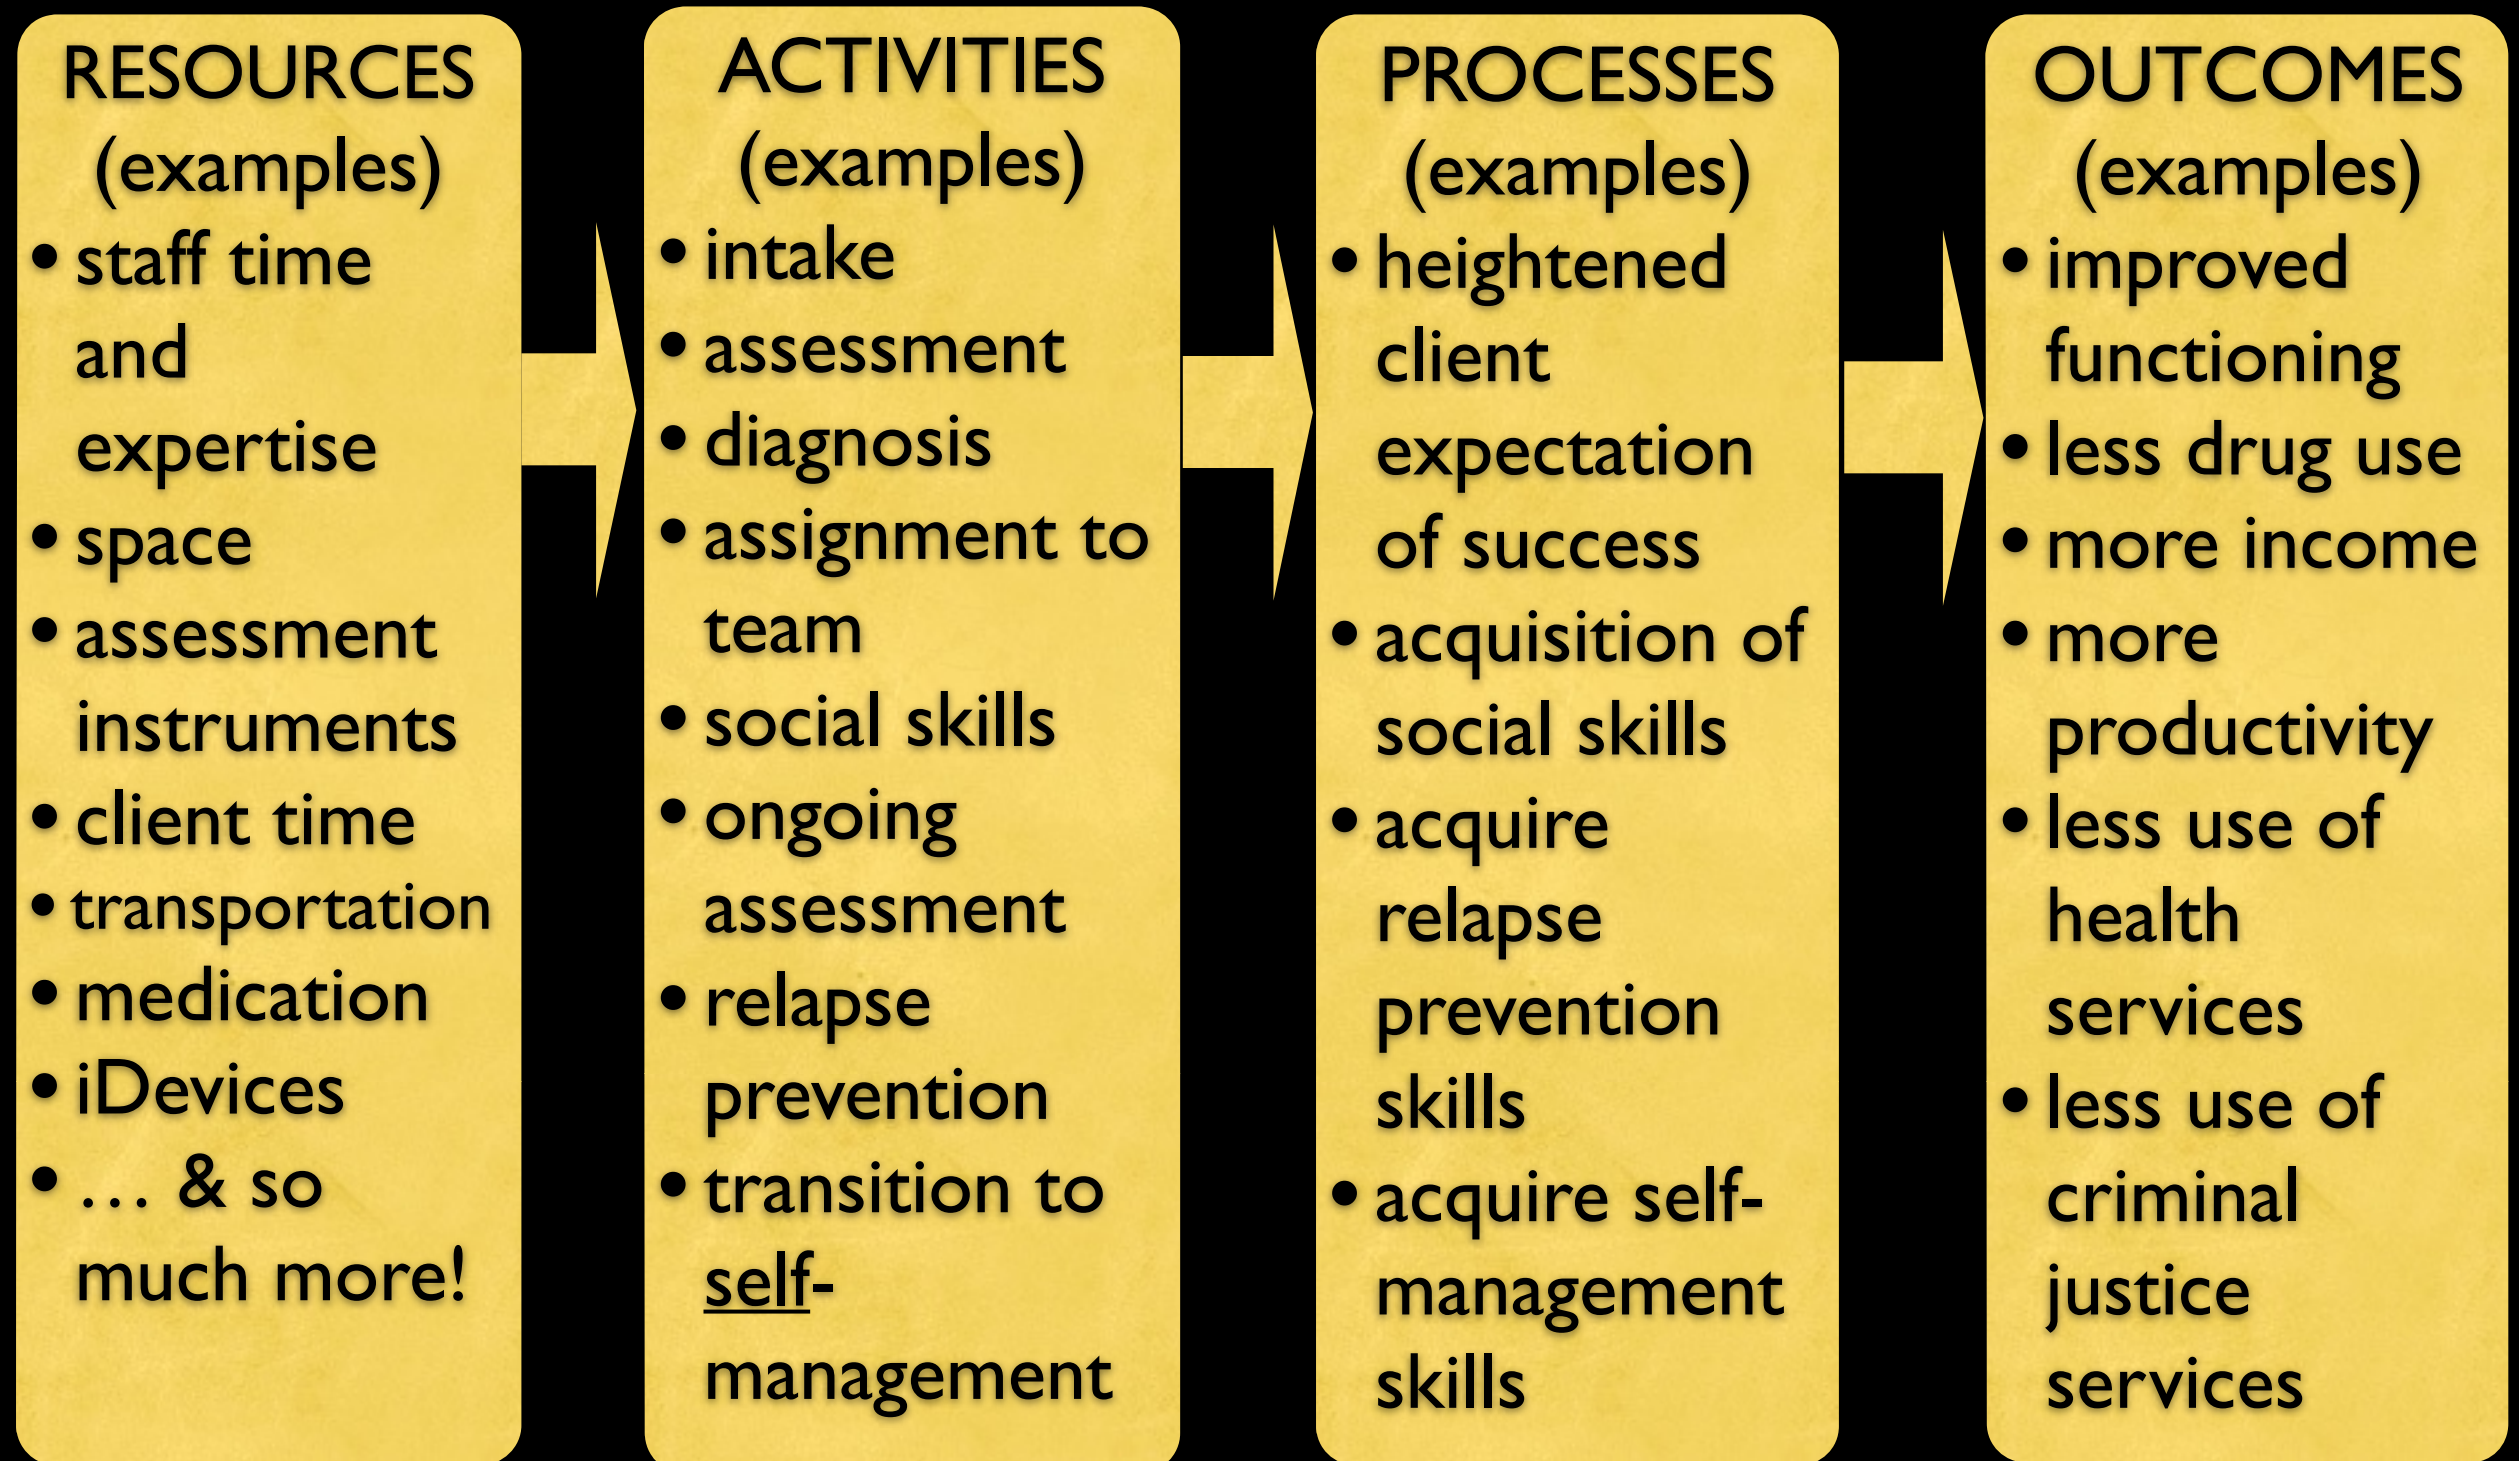 RESOURCES
(examples)
• staff time
and
expertise
• space
• assessment
instruments
• client time
• transportation
• medication
• iDevices
• … & so
much more!
ACTIVITIES
(examples)
• intake
• assessment
• diagnosis
• assignment to
team
• social skills
• ongoing
assessment
• relapse
prevention
• transition to
self-
management
PROCESSES
(examples)
• heightened
client
expectation
of success
• acquisition of
social skills
• acquire
relapse
prevention
skills
• acquire self-
management
skills
OUTCOMES
(examples)
• improved
functioning
• less drug use
• more income
• more
productivity
• less use of
health
services
• less use of
criminal
justice
services